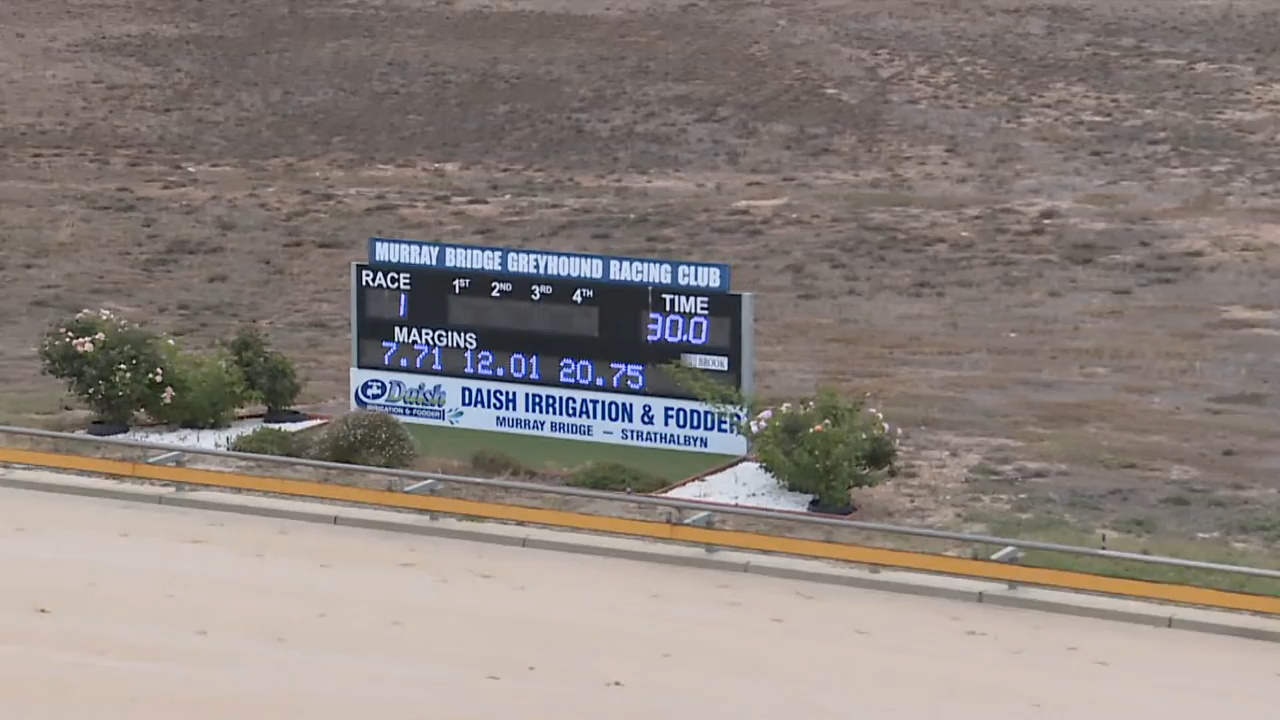 MURRAY BRIDGE GREYHOUND RACING CLUB
RACE 1ST 2ND 3RD 4TH TIME
1 30.0
MARGINS
7.71 12.01 20.75
BROOK
Daish
IRRIGATION & FODDER
DAISH IRRIGATION & FODDER
MURRAY BRIDGE — STRATHALBYN